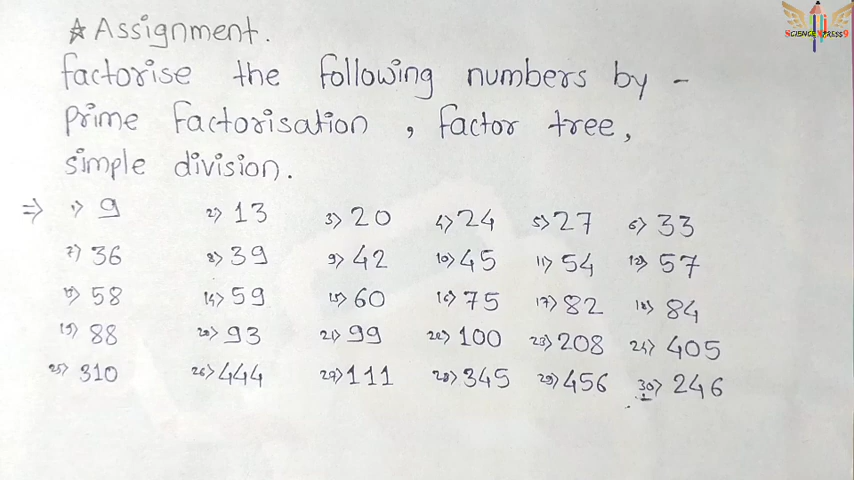 SCIENCE XPRESS9
☆ Assignment.
factorise the following numbers by -
prime factorisation , factor tree,
simple division.
⇒ 1) 9 2) 13 3) 20 4) 24 5) 27 6) 33
7) 36 8) 39 9) 42 10) 45 11) 54 12) 57
13) 58 14) 59 15) 60 16) 75 17) 82 18) 84
19) 88 20) 93 21) 99 22) 100 23) 208 24) 405
25) 310 26) 444 27) 111 28) 345 29) 456 30) 246